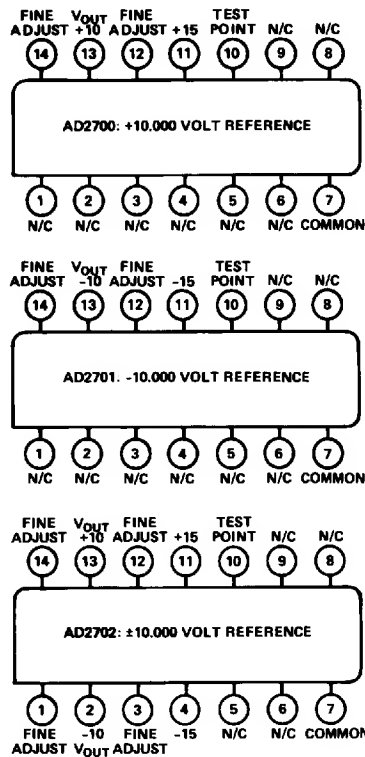 FINE VOUT FINE TEST
ADJUST +10 ADJUST +15 POINT N/C N/C
14 13 12 11 10 9 8
AD2700: +10.000 VOLT REFERENCE
1 2 3 4 5 6 7
N/C N/C N/C N/C N/C N/C COMMON
FINE VOUT FINE TEST
ADJUST -10 ADJUST -15 POINT N/C N/C
14 13 12 11 10 9 8
AD2701. -10.000 VOLT REFERENCE
1 2 3 4 5 6 7
N/C N/C N/C N/C N/C N/C COMMON
FINE VOUT FINE TEST
ADJUST +10 ADJUST +15 POINT N/C N/C
14 13 12 11 10 9 8
AD2702: ±10.000 VOLT REFERENCE
1 2 3 4 5 6 7
FINE -10 FINE -15 N/C N/C COMMON
ADJUST VOUT ADJUST